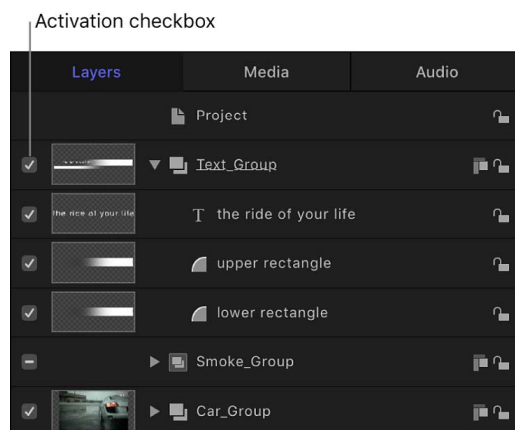 Activation checkbox
Layers Media Audio
Project
Text_Group
the ride of your life
T the ride of your life
upper rectangle
lower rectangle
Smoke_Group
Car_Group